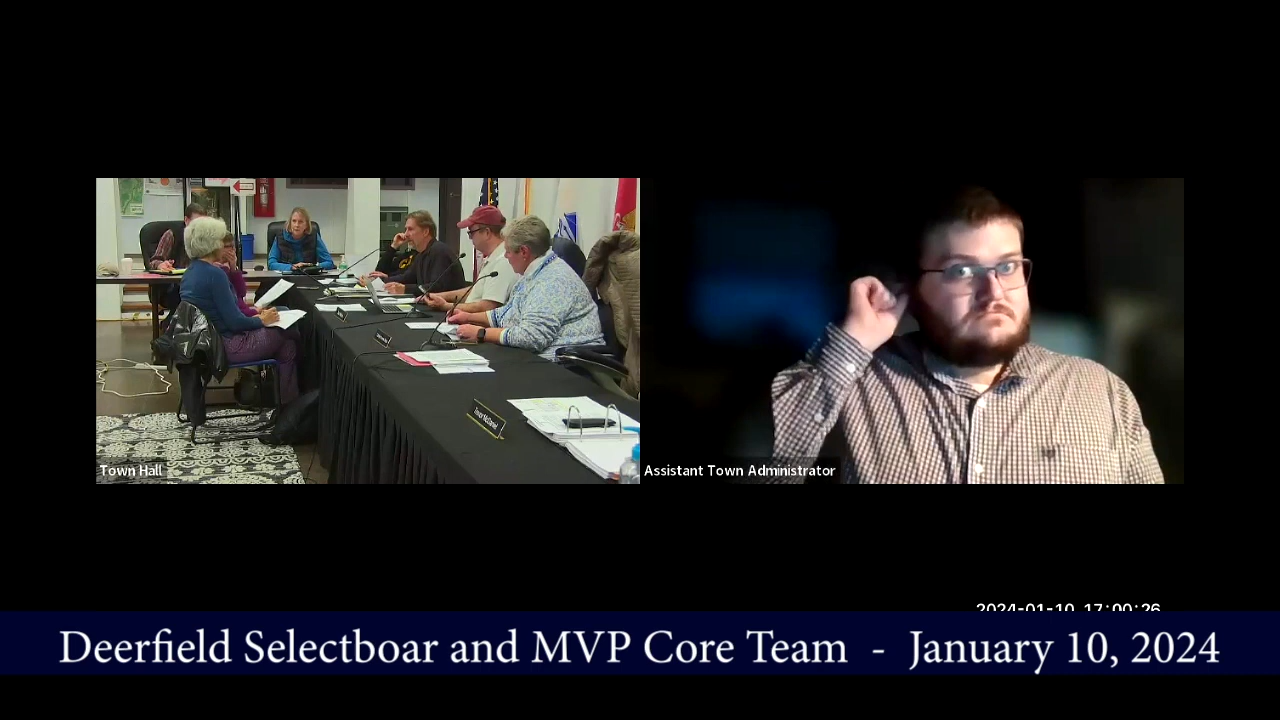 Town Hall
Assistant Town Administrator
2024-01-10 17:00:26
Deerfield Selectboar and MVP Core Team - January 10, 2024